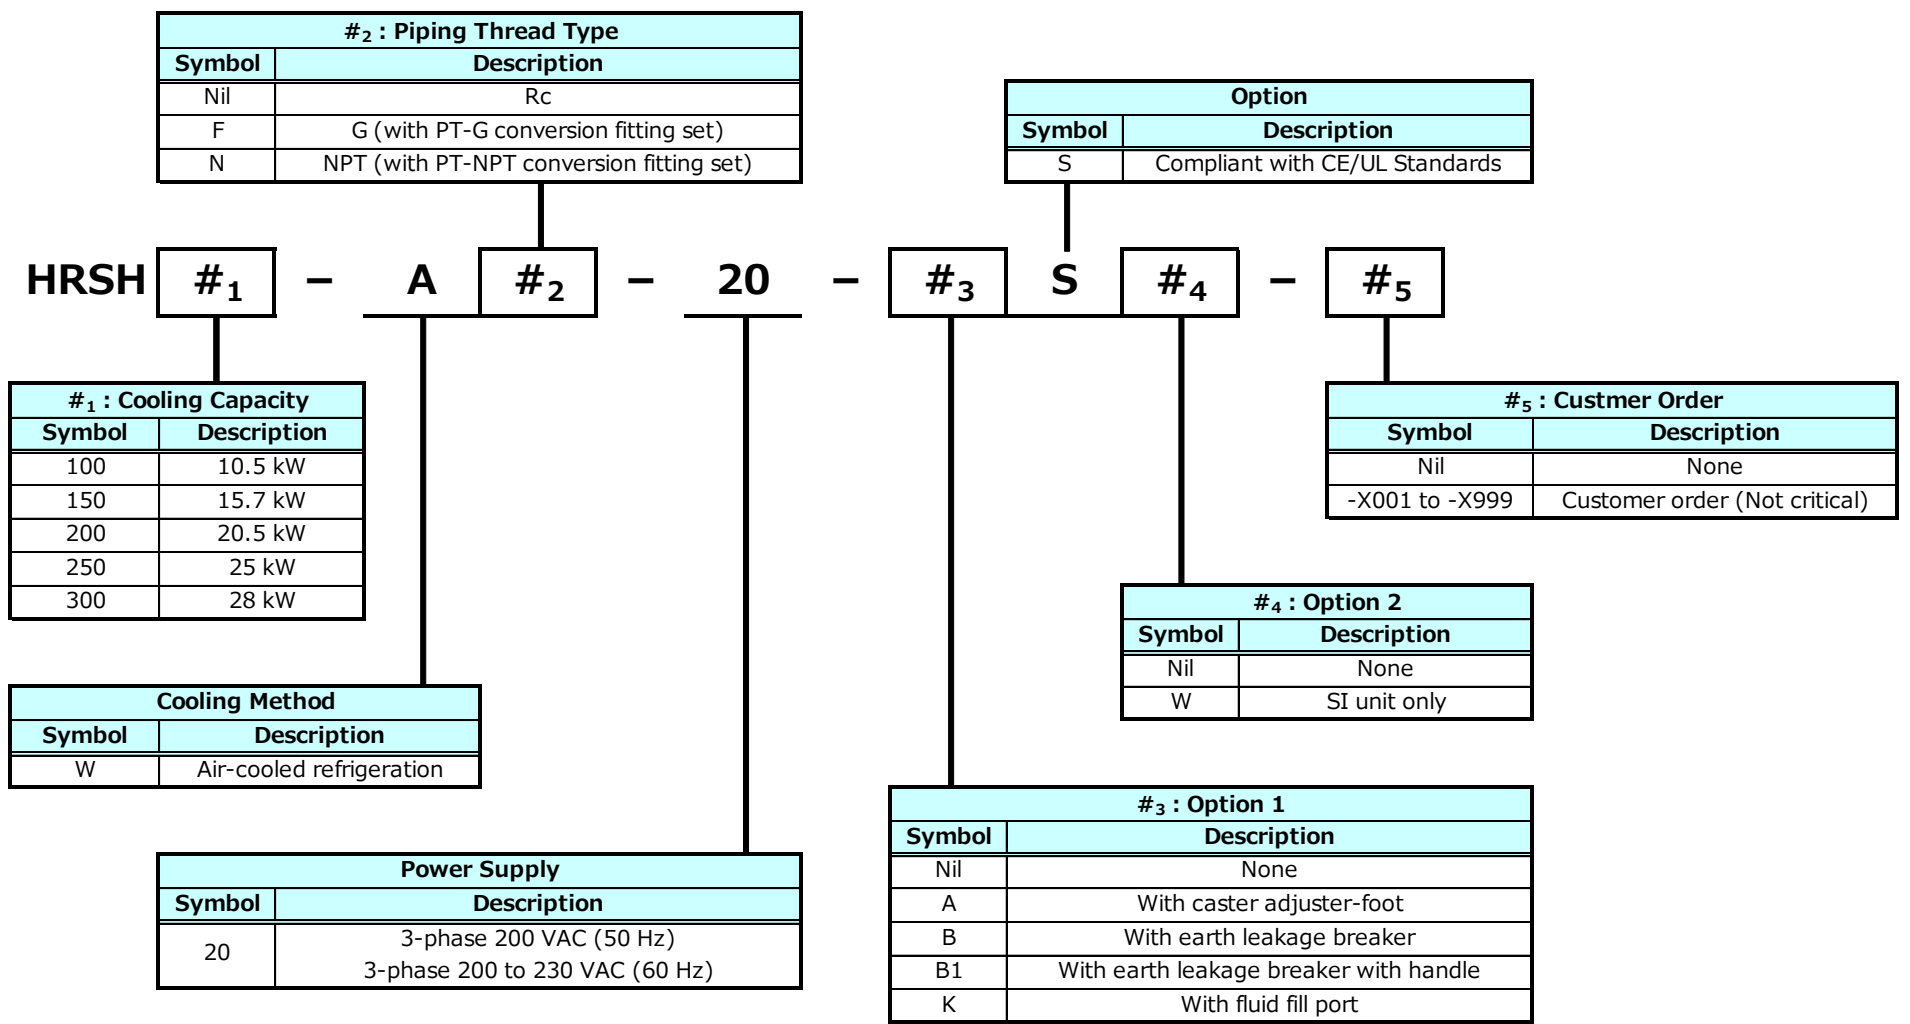 #2 : Piping Thread Type
Symbol Description
Nil Rc
F G (with PT-G conversion fitting set)
N NPT (with PT-NPT conversion fitting set)
Option
Symbol Description
S Compliant with CE/UL Standards
HRSH #1 – A #2 – 20 – #3 S #4 – #5
#1 : Cooling Capacity
Symbol Description
100 10.5 kW
150 15.7 kW
200 20.5 kW
250 25 kW
300 28 kW
#5 : Custmer Order
Symbol Description
Nil None
-X001 to -X999 Customer order (Not critical)
#4 : Option 2
Symbol Description
Nil None
W SI unit only
Cooling Method
Symbol Description
W Air-cooled refrigeration
#3 : Option 1
Symbol Description
Nil None
A With caster adjuster-foot
B With earth leakage breaker
B1 With earth leakage breaker with handle
K With fluid fill port
Power Supply
Symbol Description
20 3-phase 200 VAC (50 Hz)
3-phase 200 to 230 VAC (60 Hz)